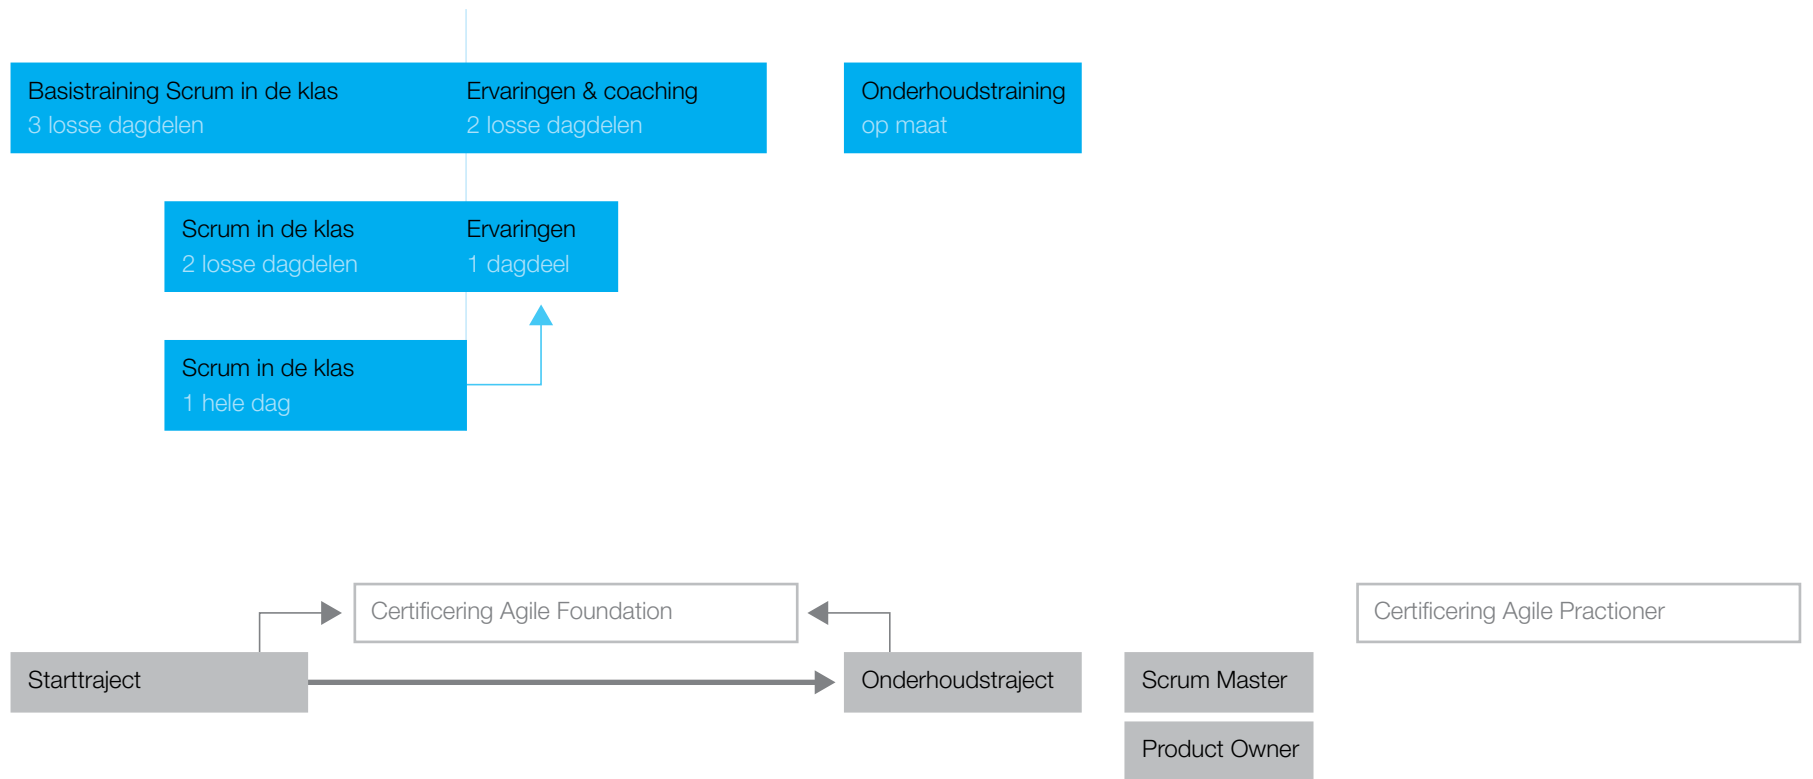 Basistraining Scrum in de klas
3 losse dagdelen
Ervaringen & coaching
2 losse dagdelen
Onderhoudstraining
op maat
Scrum in de klas
2 losse dagdelen
Ervaringen
1 dagdeel
Scrum in de klas
1 hele dag
Certificering Agile Foundation
Certificering Agile Practioner
Starttraject
Onderhoudstraject
Scrum Master
Product Owner